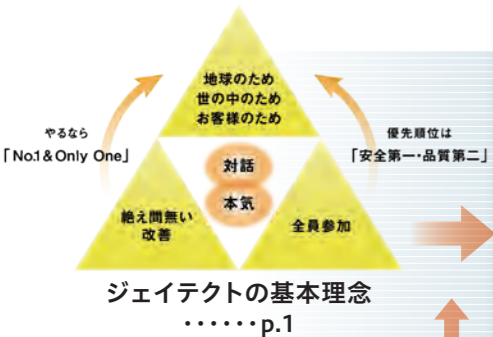 地球のため
世の中のため
お客様のため
やるなら
「No.1&Only One」
優先順位は
「安全第一・品質第二」
対話
本気
絶え間無い
改善
全員参加
ジェイテクトの基本理念
・・・・・・p.1